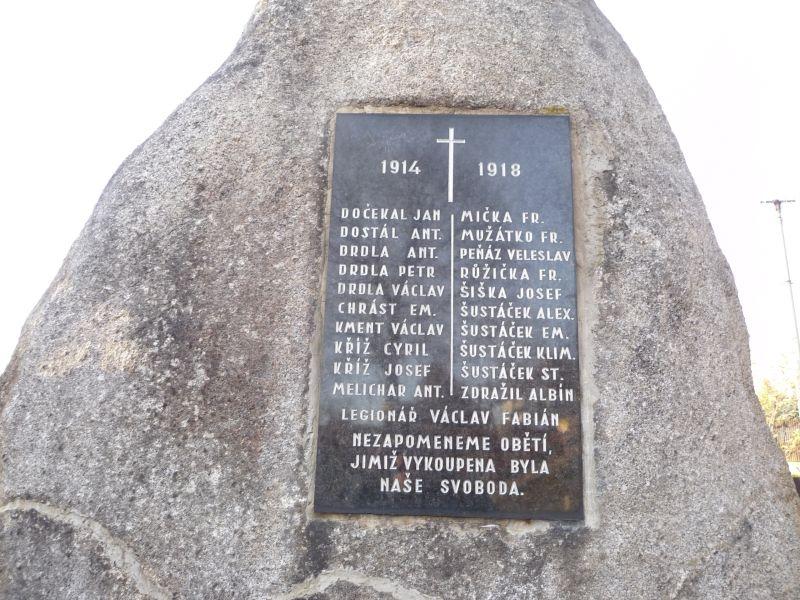 1914 1918
DOČEKAL JAN
DOSTÁL ANT.
DRDLA ANT.
DRDLA PETR
DRDLA VÁCLAV
CHRÁST EM.
KMENT VÁCLAV
KŘÍŽ CYRIL
KŘÍŽ JOSEF
MELICHAR ANT.
MIČKA FR.
MUŽÁTKO FR.
PEŇÁZ VELESLAV
RŮŽIČKA FR.
ŠIŠKA JOSEF
ŠUSTÁČEK ALEX.
ŠUSTÁČEK EM.
ŠUSTÁČEK KLIM.
ŠUSTÁČEK ST.
ZDRAŽIL ALBÍN
LEGIONÁŘ VÁCLAV FABIÁN
NEZAPOMENEME OBĚTÍ,
JIMIŽ VYKOUPENA BYLA
NAŠE SVOBODA.